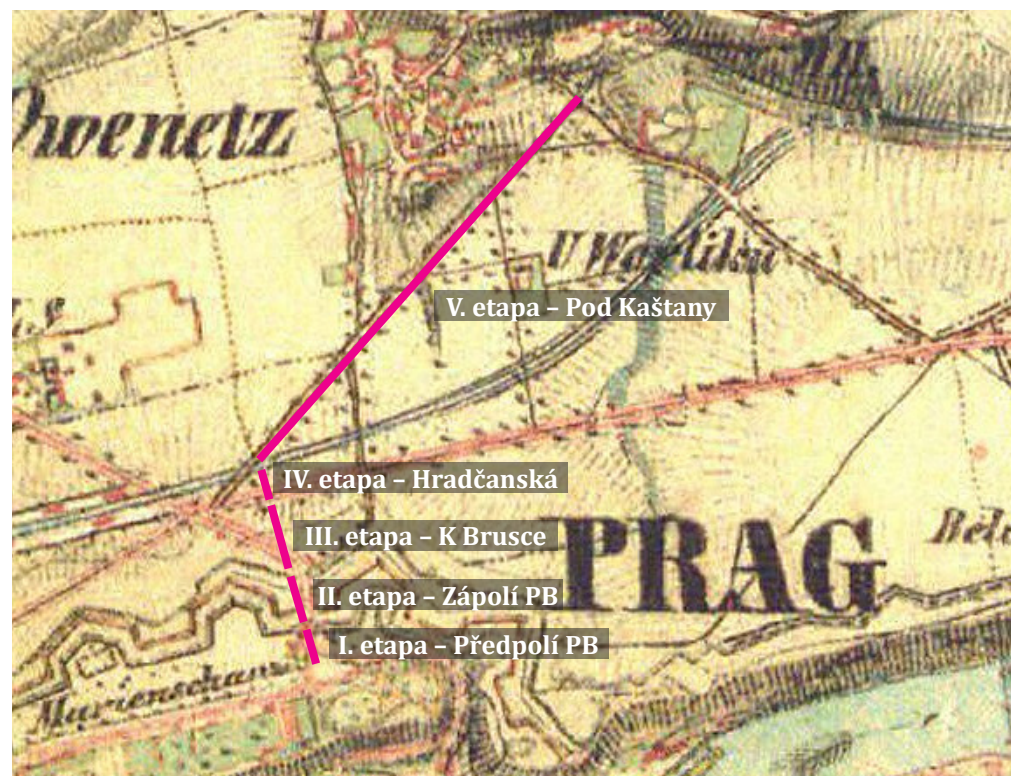 Owenetz
V. etapa – Pod Kaštany
IV. etapa – Hradčanská
III. etapa – K Brusce
PRAG
II. etapa – Zápolí PB
I. etapa – Předpolí PB
Marienschanz